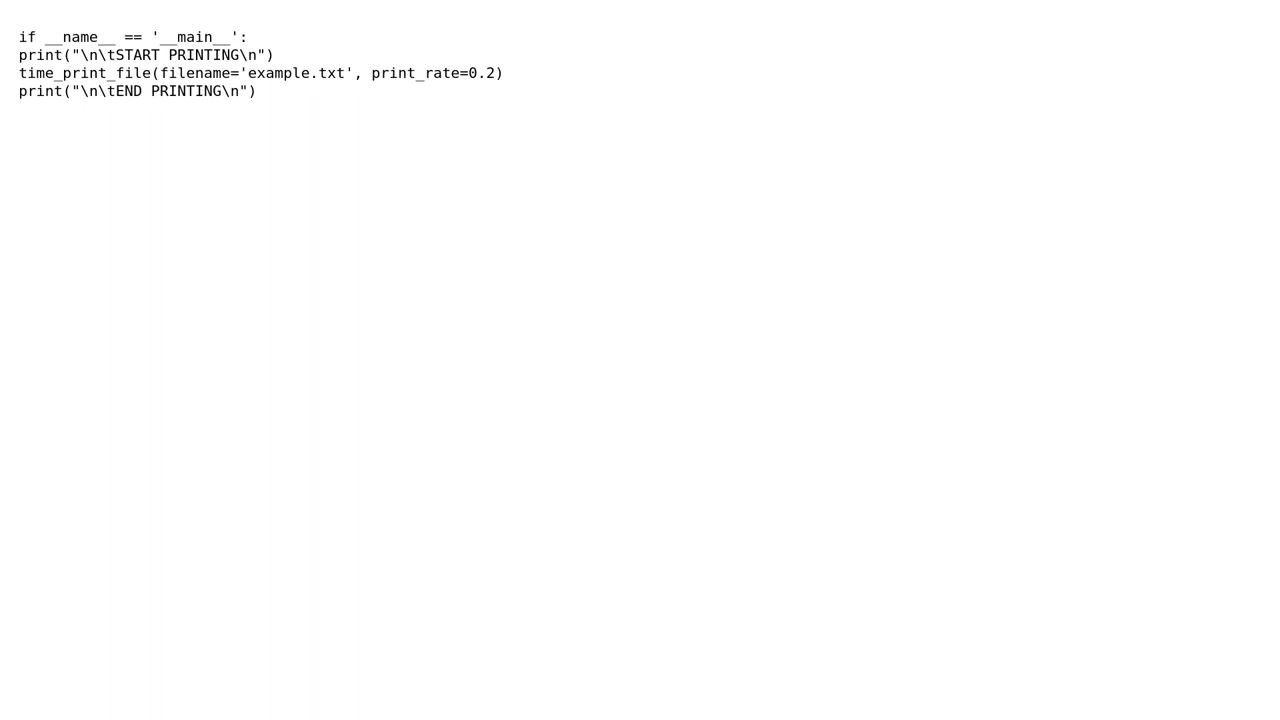 if __name__ == '__main__':
print("\n\tSTART PRINTING\n")
time_print_file(filename='example.txt', print_rate=0.2)
print("\n\tEND PRINTING\n")